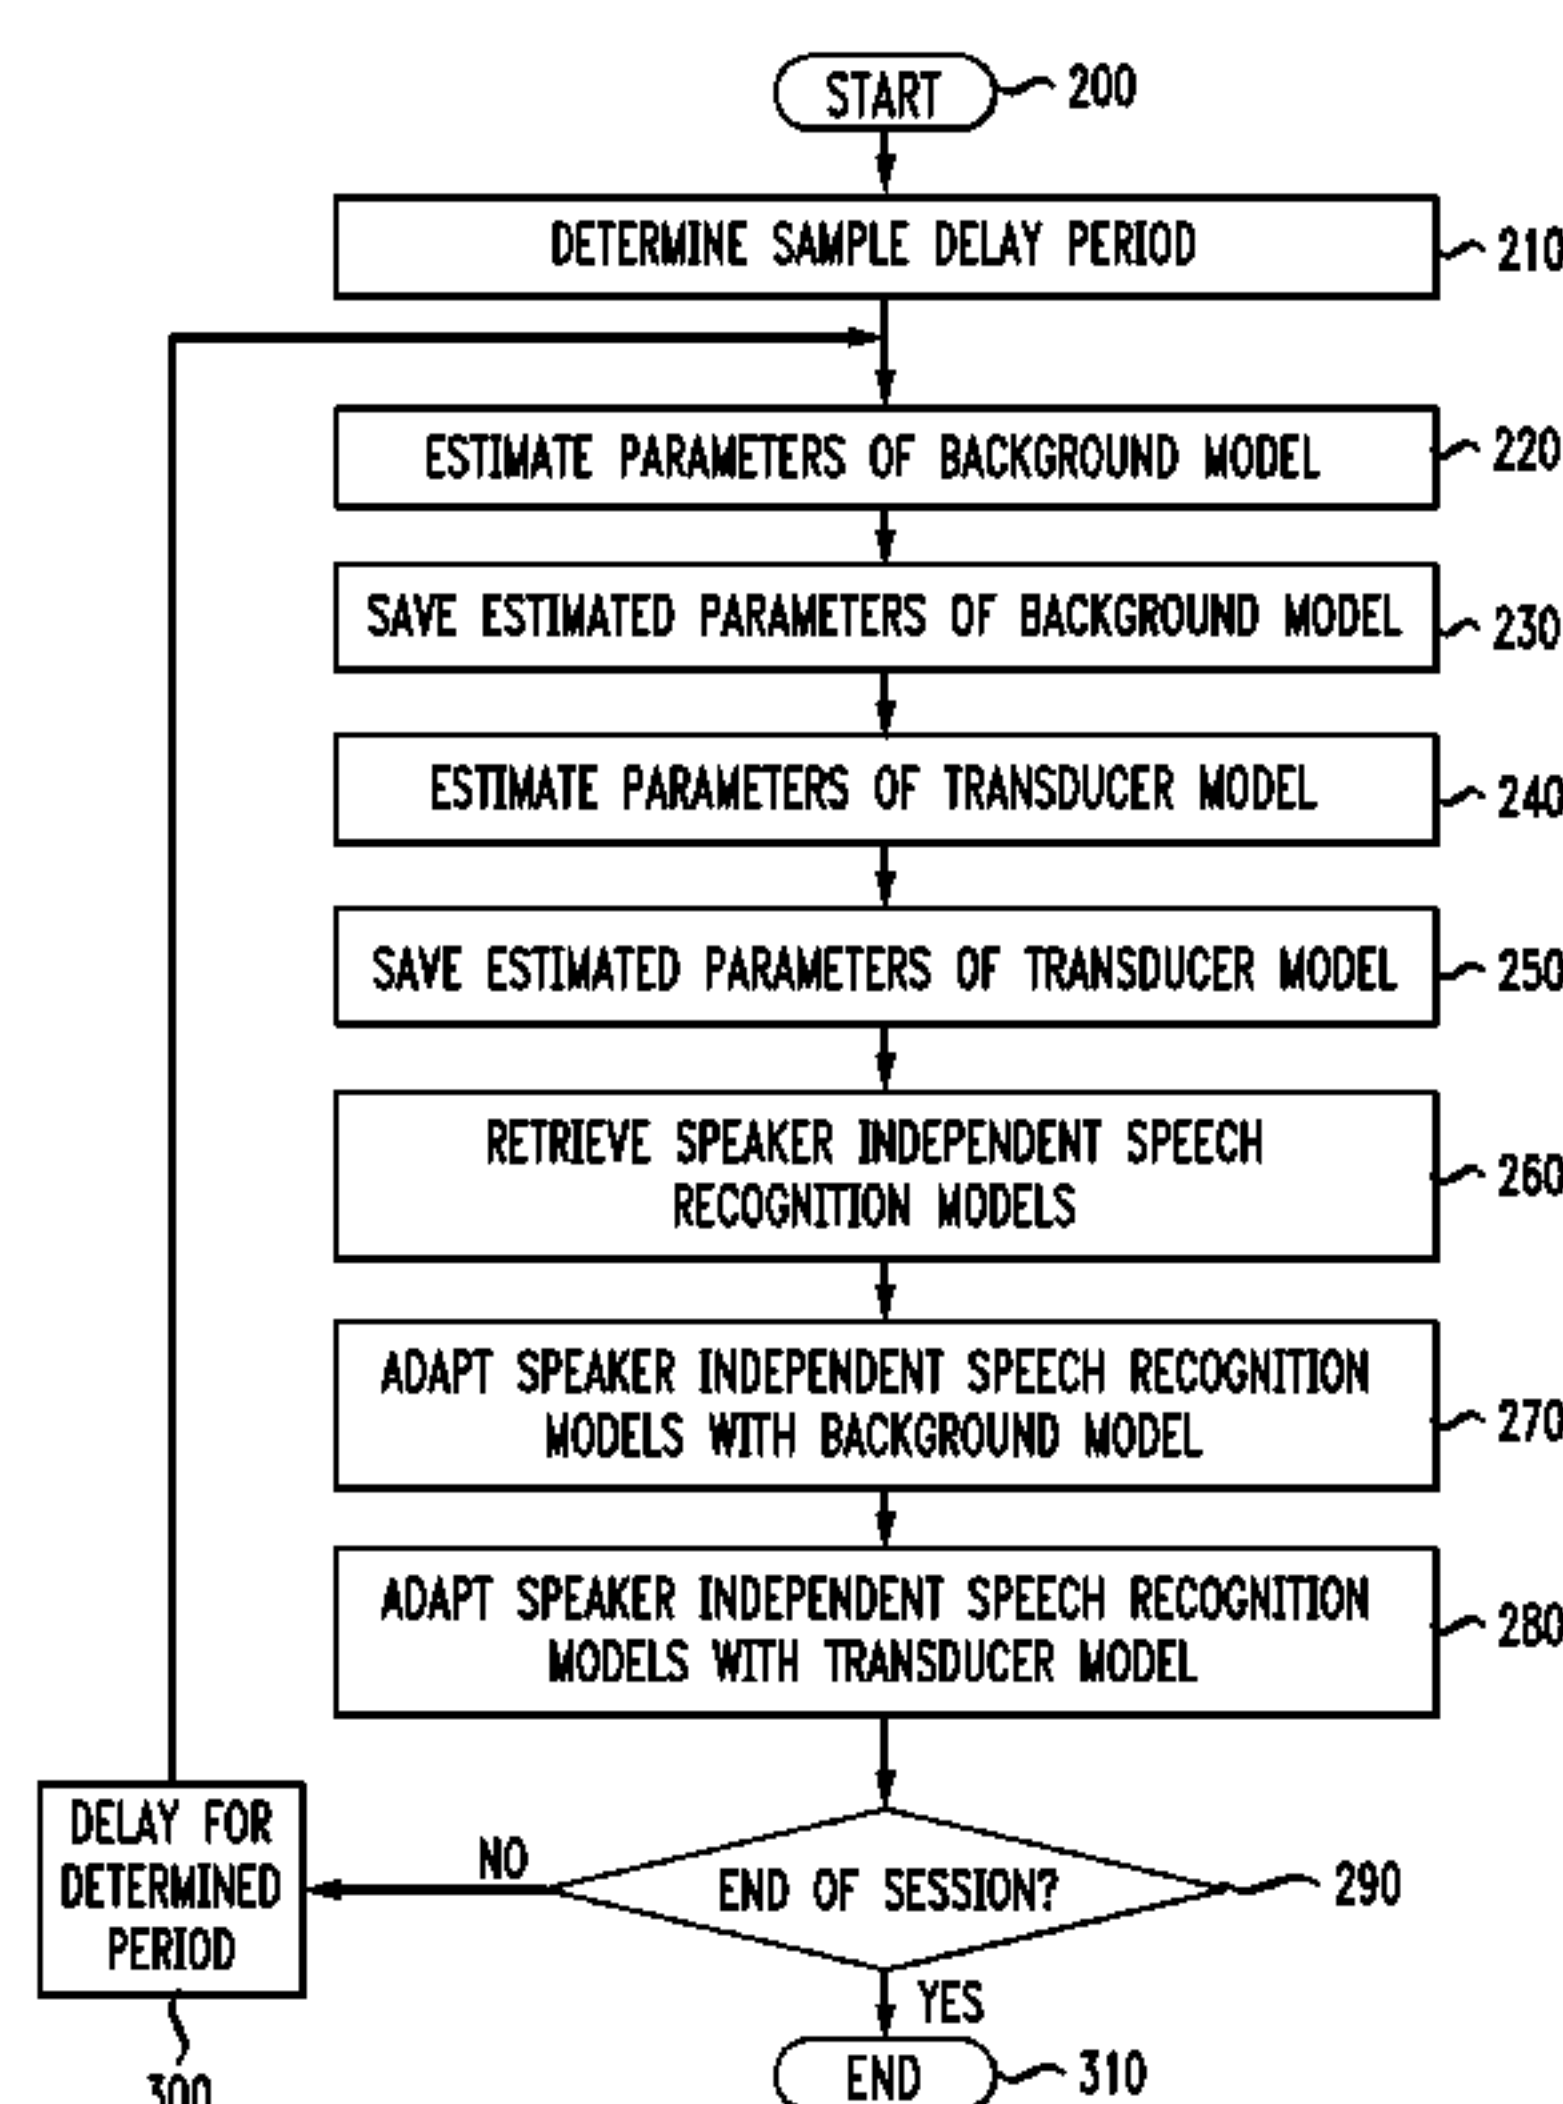 START
200
DETERMINE SAMPLE DELAY PERIOD
210
ESTIMATE PARAMETERS OF BACKGROUND MODEL
220
SAVE ESTIMATED PARAMETERS OF BACKGROUND MODEL
230
ESTIMATE PARAMETERS OF TRANSDUCER MODEL
240
SAVE ESTIMATED PARAMETERS OF TRANSDUCER MODEL
250
RETRIEVE SPEAKER INDEPENDENT SPEECH
RECOGNITION MODELS
260
ADAPT SPEAKER INDEPENDENT SPEECH RECOGNITION
MODELS WITH BACKGROUND MODEL
270
ADAPT SPEAKER INDEPENDENT SPEECH RECOGNITION
MODELS WITH TRANSDUCER MODEL
280
DELAY FOR
DETERMINED
PERIOD
300
NO
END OF SESSION?
290
YES
END
310